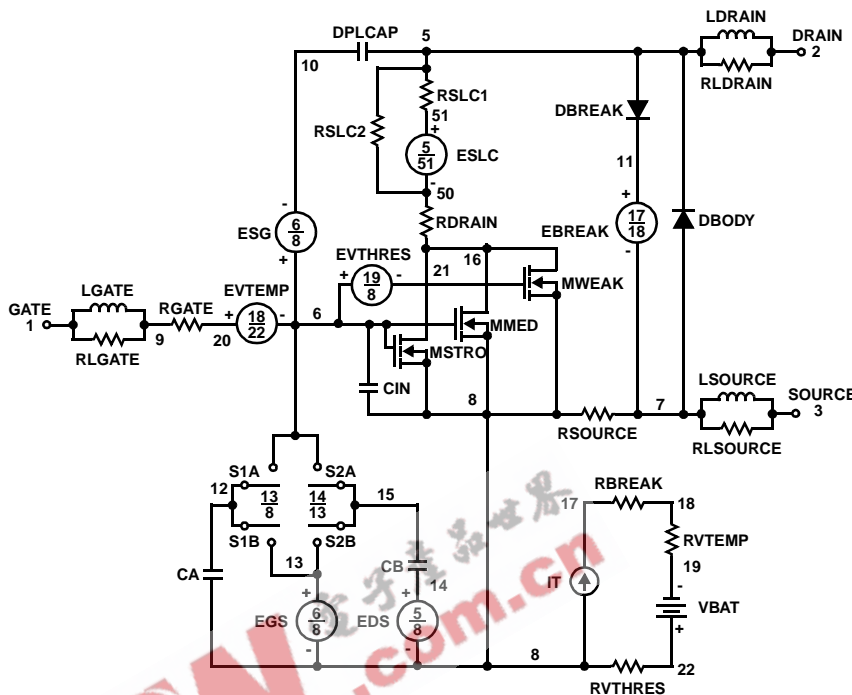 LDRAIN
DPLCAP 5 DRAIN
10 2
RLDRAIN
RSLC1
51
DBREAK
RSLC2
+
5
51
ESLC
-
11
50
-
+
RDRAIN
17
18
EBREAK
DBODY
6
8
ESG
EVTHRES
16
-
+
+ 19
8 -
21
MWEAK
LGATE
EVTEMP
GATE
RGATE
+ 18
22 -
6
MMED
1
9
20
MSTRO
RLGATE
LSOURCE
CIN
8
7
SOURCE
3
RSOURCE
RLSOURCE
S1A
S2A
12
13
8
14
13
15
RBREAK
17
18
S1B
S2B
RVTEMP
13
CB
CA
14
19
IT
-
+
+
VBAT
EGS
6
8
EDS
5
8
+
-
-
8
22
RVTHRES
W.com.cn